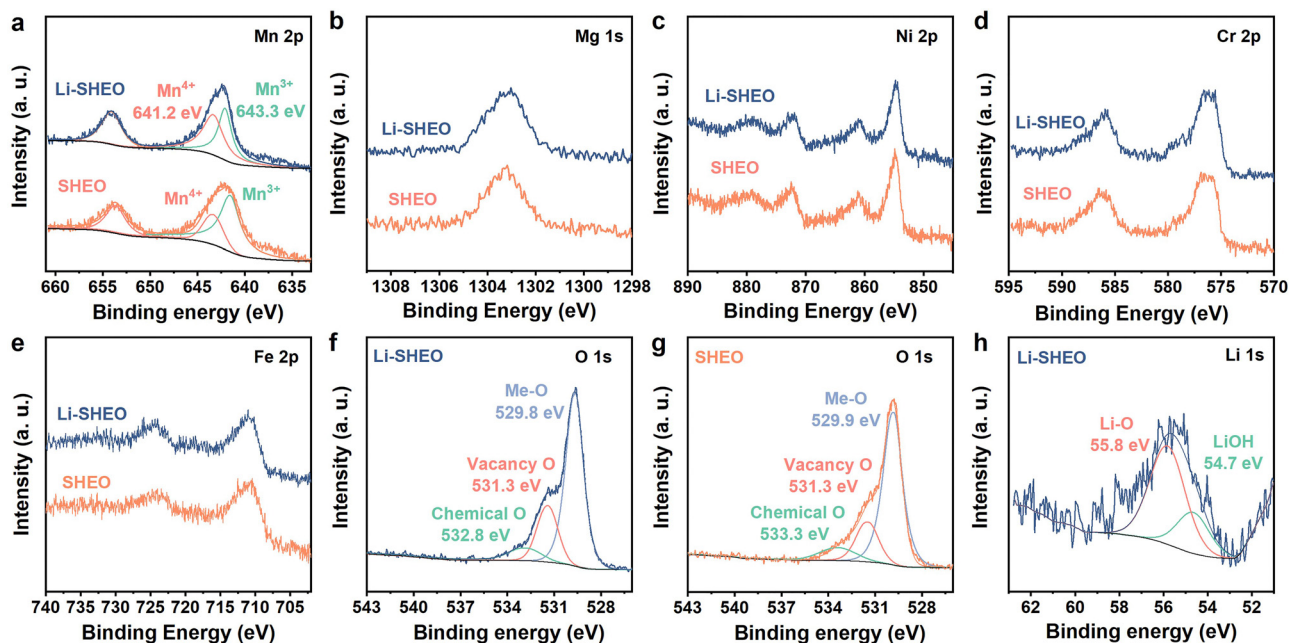 a
Mn 2p
Li-SHEO
Mn4+
641.2 eV
Mn3+
643.3 eV
SHEO
Mn4+
Mn3+
Intensity (a. u.)
660 655 650 645 640 635
Binding energy (eV)
b
Mg 1s
Li-SHEO
SHEO
Intensity (a. u.)
1308 1306 1304 1302 1300 1298
Binding Energy (eV)
c
Ni 2p
Li-SHEO
SHEO
Intensity (a. u.)
890 880 870 860 850
Binding Energy (eV)
d
Cr 2p
Li-SHEO
SHEO
Intensity (a. u.)
595 590 585 580 575 570
Binding Energy (eV)
e
Fe 2p
Li-SHEO
SHEO
Intensity (a. u.)
740 735 730 725 720 715 710 705
Binding Energy (eV)
f
Li-SHEO
O 1s
Me-O
529.8 eV
Vacancy O
531.3 eV
Chemical O
532.8 eV
Intensity (a. u.)
543 540 537 534 531 528
Binding energy (eV)
g
SHEO
O 1s
Me-O
529.9 eV
Vacancy O
531.3 eV
Chemical O
533.3 eV
Intensity (a. u.)
543 540 537 534 531 528
Binding energy (eV)
h
Li-SHEO
Li 1s
Li-O
55.8 eV
LiOH
54.7 eV
Intensity (a. u.)
62 60 58 56 54 52 51
Binding energy (eV)